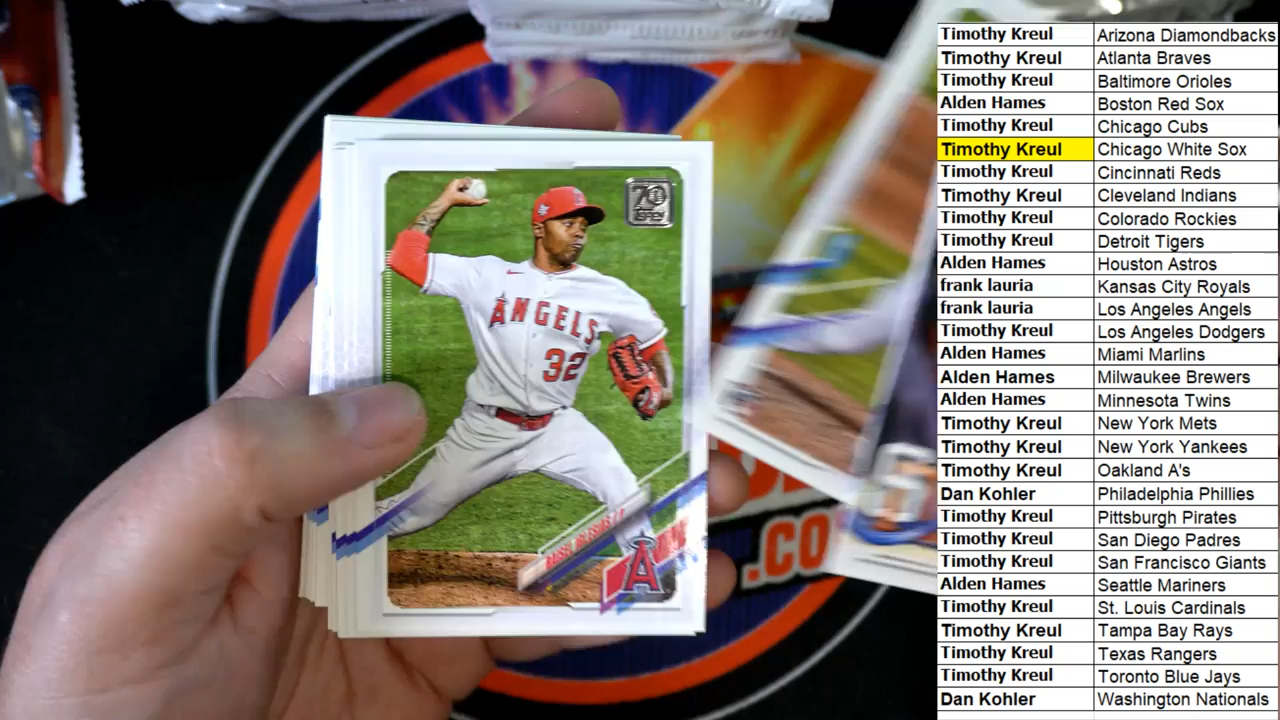 70
TOPPS
ANGELS
32
RAISEL IGLESIAS
A
.CO
Timothy Kreul Arizona Diamondbacks
Timothy Kreul Atlanta Braves
Timothy Kreul Baltimore Orioles
Alden Hames Boston Red Sox
Timothy Kreul Chicago Cubs
Timothy Kreul Chicago White Sox
Timothy Kreul Cincinnati Reds
Timothy Kreul Cleveland Indians
Timothy Kreul Colorado Rockies
Timothy Kreul Detroit Tigers
Alden Hames Houston Astros
frank lauria Kansas City Royals
frank lauria Los Angeles Angels
Timothy Kreul Los Angeles Dodgers
Alden Hames Miami Marlins
Alden Hames Milwaukee Brewers
Alden Hames Minnesota Twins
Timothy Kreul New York Mets
Timothy Kreul New York Yankees
Timothy Kreul Oakland A's
Dan Kohler Philadelphia Phillies
Timothy Kreul Pittsburgh Pirates
Timothy Kreul San Diego Padres
Timothy Kreul San Francisco Giants
Alden Hames Seattle Mariners
Timothy Kreul St. Louis Cardinals
Timothy Kreul Tampa Bay Rays
Timothy Kreul Texas Rangers
Timothy Kreul Toronto Blue Jays
Dan Kohler Washington Nationals